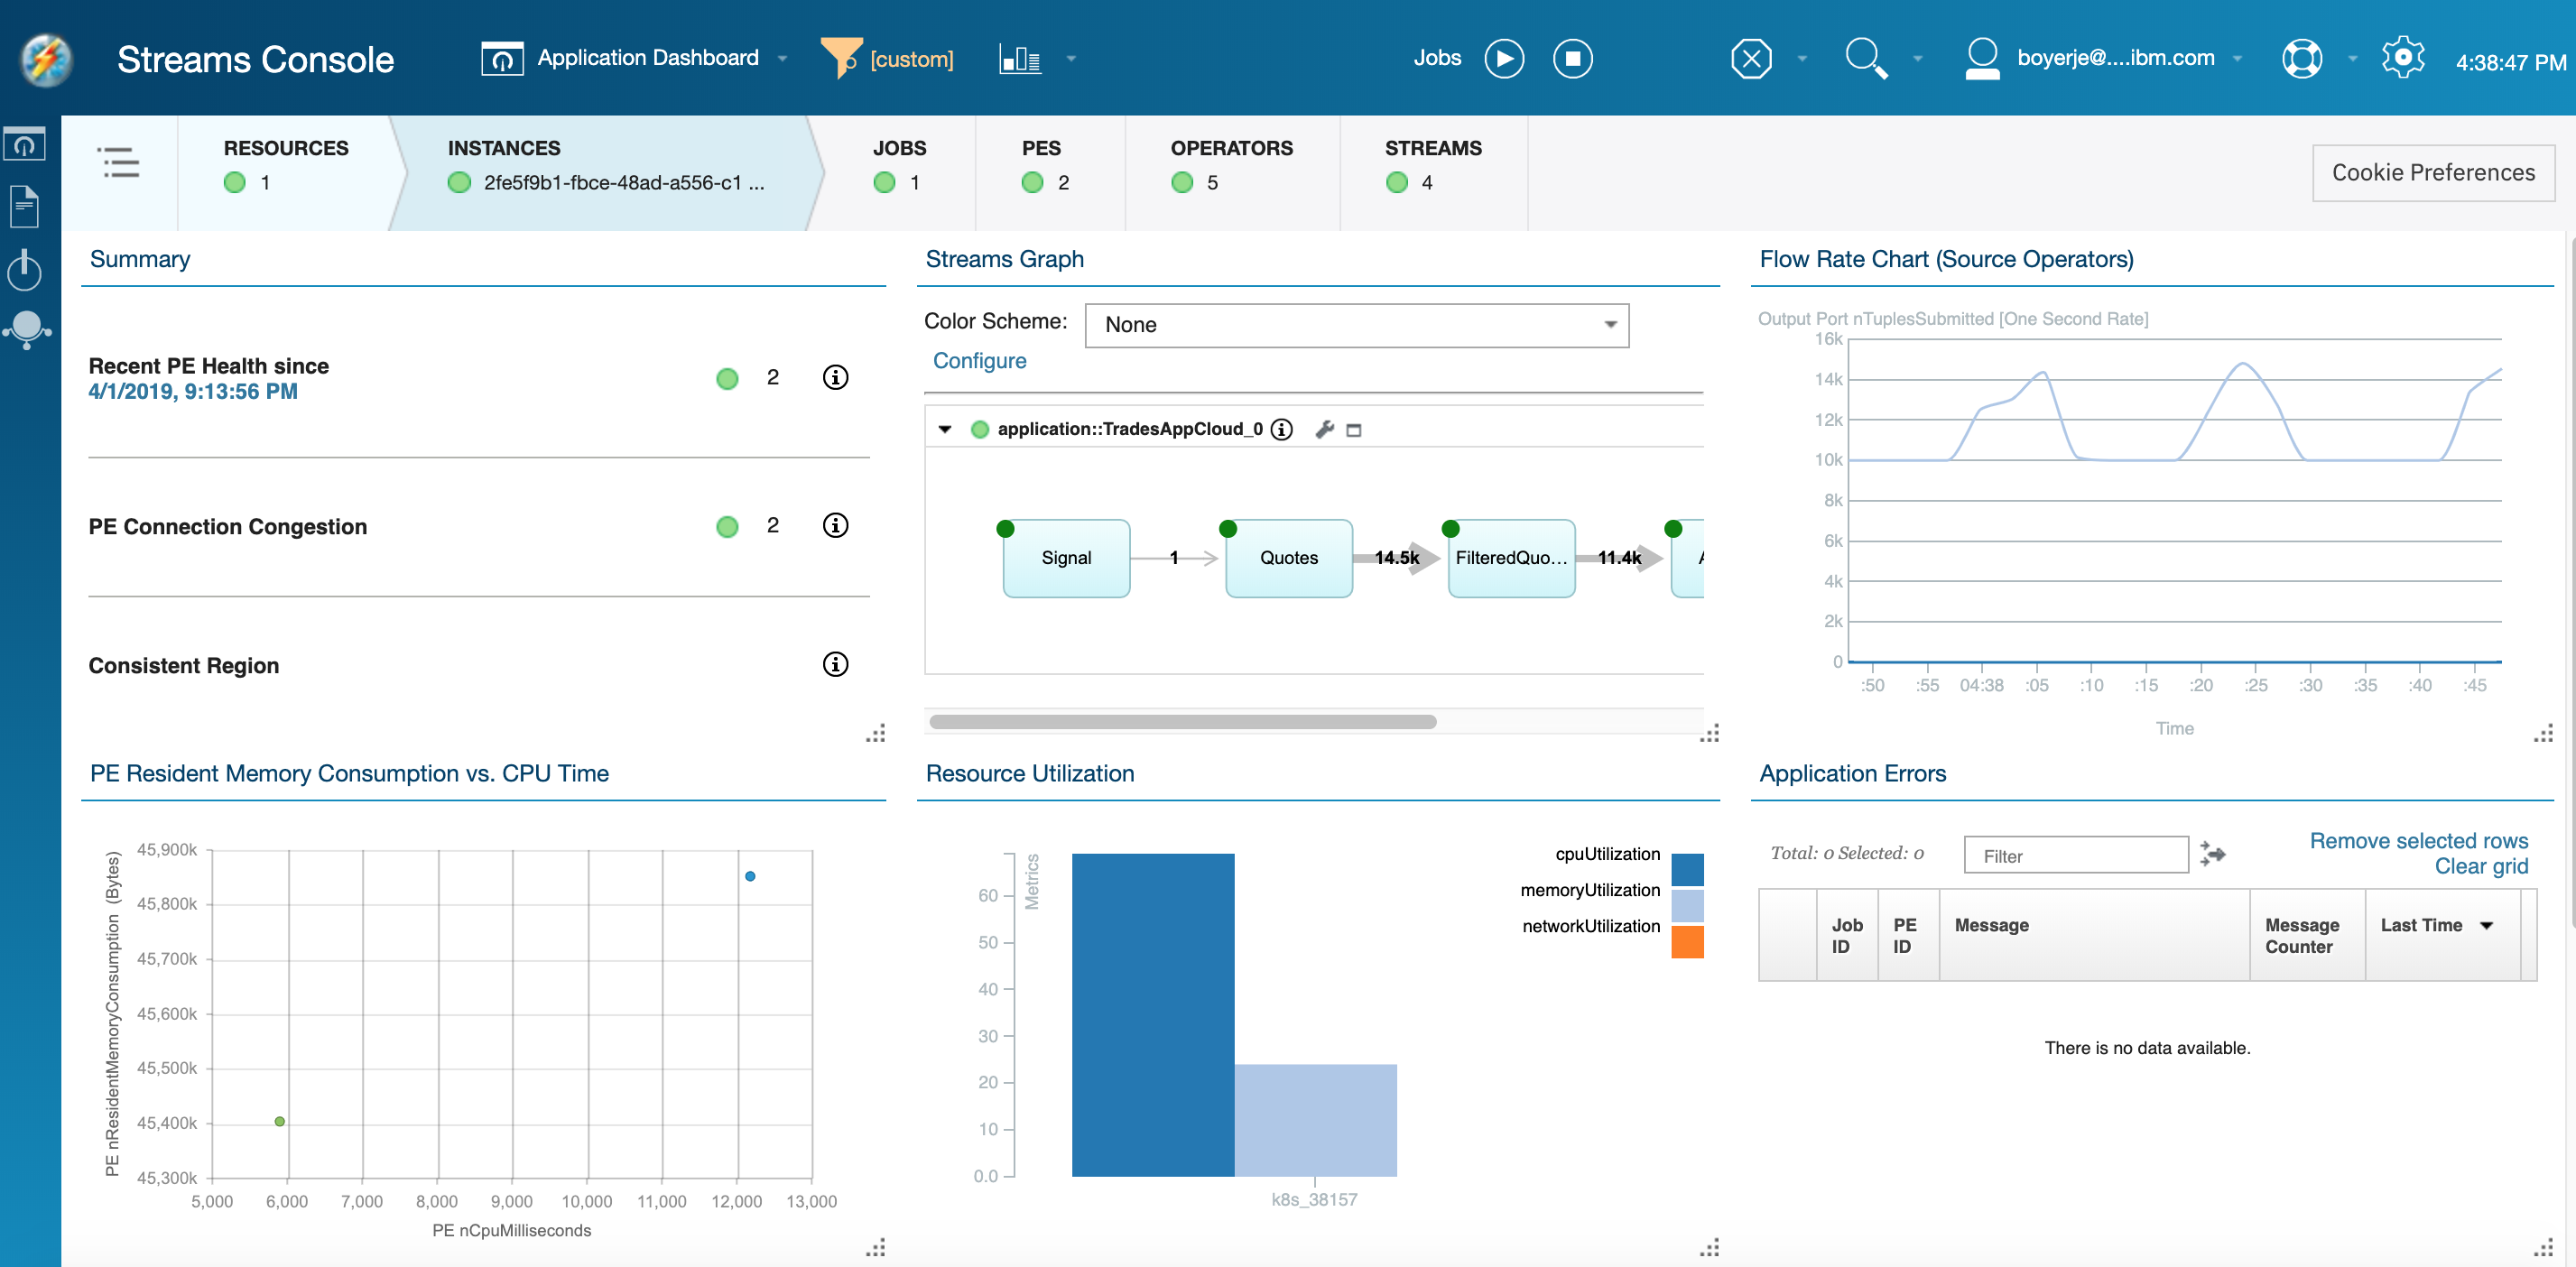 Streams Console
Application Dashboard
[custom]
Jobs
boyerje@....ibm.com
4:38:47 PM
RESOURCES
1
INSTANCES
2fe5f9b1-fbce-48ad-a556-c1 ...
JOBS
1
PES
2
OPERATORS
5
STREAMS
4
Cookie Preferences
Summary
Recent PE Health since
4/1/2019, 9:13:56 PM
2
PE Connection Congestion
2
Consistent Region
Streams Graph
Color Scheme:
None
Configure
application::TradesAppCloud_0
Signal
1
Quotes
14.5k
FilteredQuo...
11.4k
Flow Rate Chart (Source Operators)
Output Port nTuplesSubmitted [One Second Rate]
16k
14k
12k
10k
8k
6k
4k
2k
0
:50 :55 04:38 :05 :10 :15 :20 :25 :30 :35 :40 :45
Time
PE Resident Memory Consumption vs. CPU Time
PE nResidentMemoryConsumption (Bytes)
45,900k
45,800k
45,700k
45,600k
45,500k
45,400k
45,300k
5,000 6,000 7,000 8,000 9,000 10,000 11,000 12,000 13,000
PE nCpuMilliseconds
Resource Utilization
Metrics
60
50
40
30
20
10
0.0
k8s_38157
cpuUtilization
memoryUtilization
networkUtilization
Application Errors
Total: 0 Selected: 0
Filter
Remove selected rows
Clear grid
Job ID
PE ID
Message
Message Counter
Last Time
There is no data available.